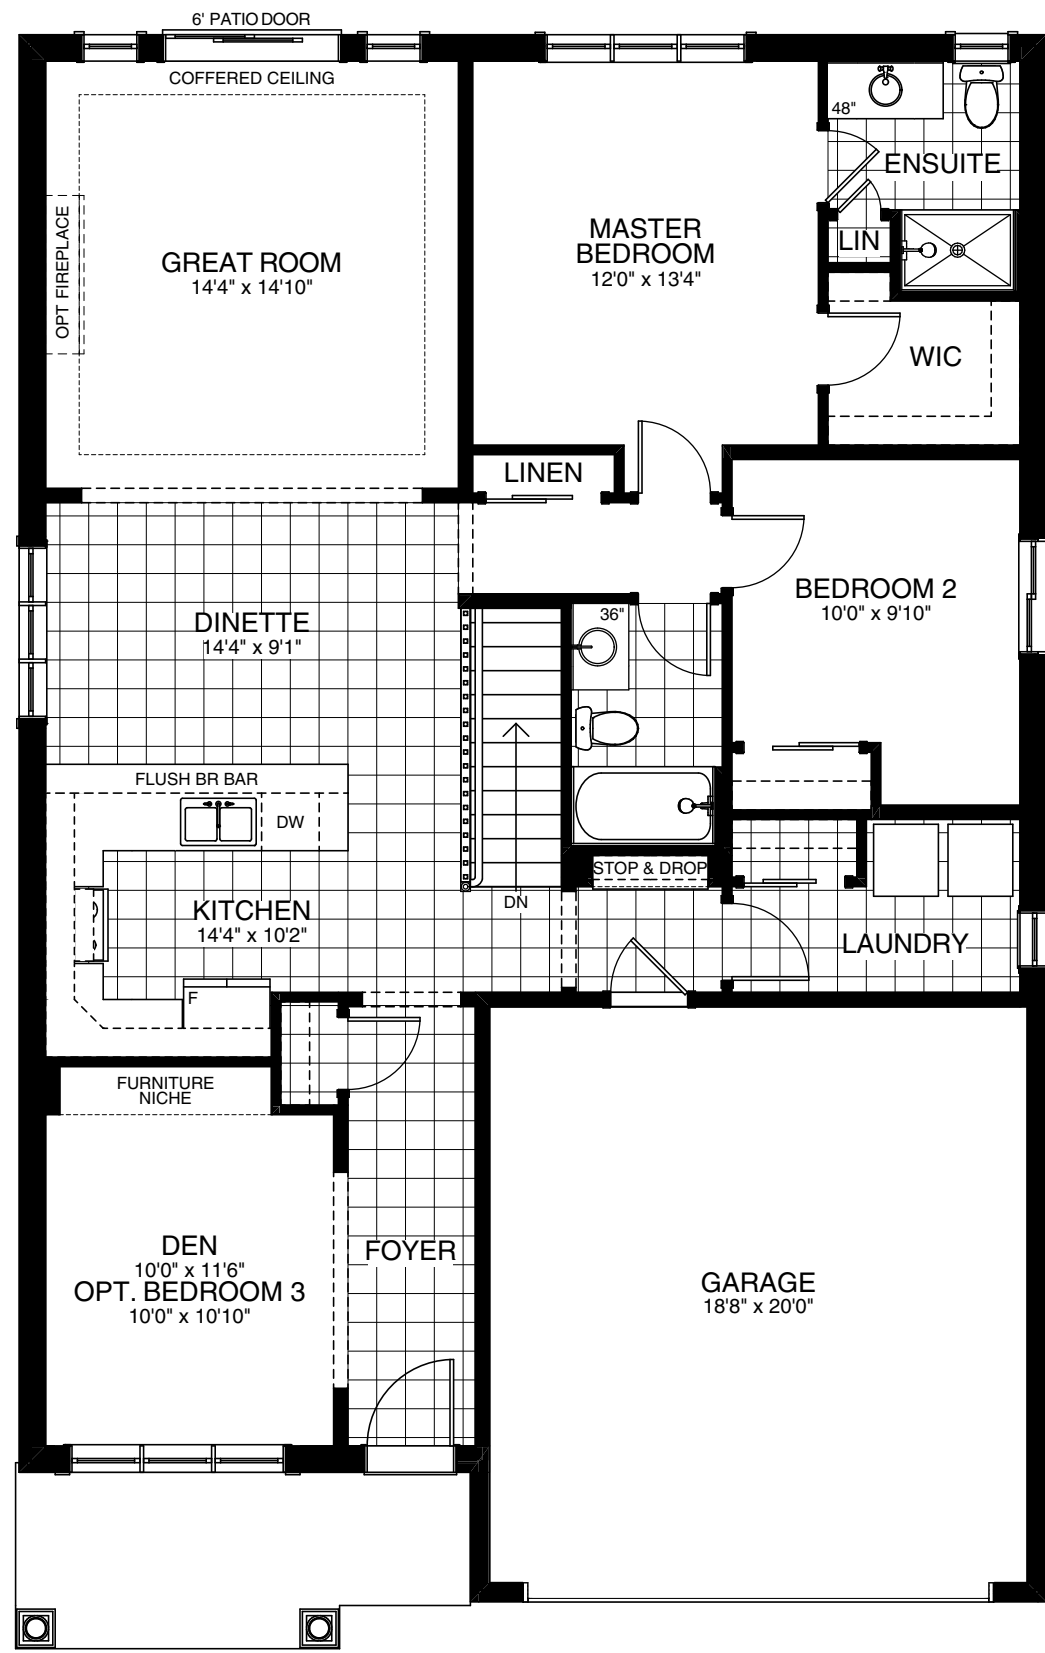 6' PATIO DOOR
COFFERED CEILING
48"
ENSUITE
LIN
MASTER
BEDROOM
12'0" x 13'4"
GREAT ROOM
14'4" x 14'10"
OPT FIREPLACE
WIC
LINEN
BEDROOM 2
10'0" x 9'10"
36"
DINETTE
14'4" x 9'1"
FLUSH BR BAR
DW
STOP & DROP
DN
KITCHEN
14'4" x 10'2"
LAUNDRY
F
FURNITURE
NICHE
DEN
10'0" x 11'6"
OPT. BEDROOM 3
10'0" x 10'10"
FOYER
GARAGE
18'8" x 20'0"